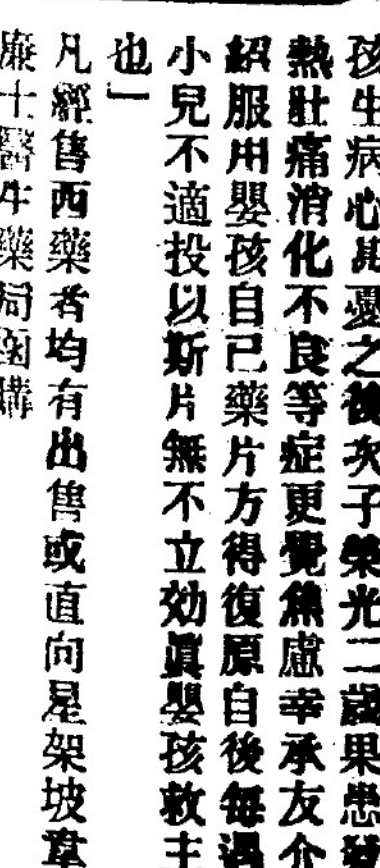 孩生病心甚憂之後次子榮光二歲果患發
熱肚痛消化不良等症更覺焦慮幸承友介
紹服用嬰孩自己藥片方得復原自後每遇
小兒不適投以斯片無不立効眞嬰孩救主
也」
凡經售西藥者均有出售或直向星架坡韋
廉士醫生藥局函購